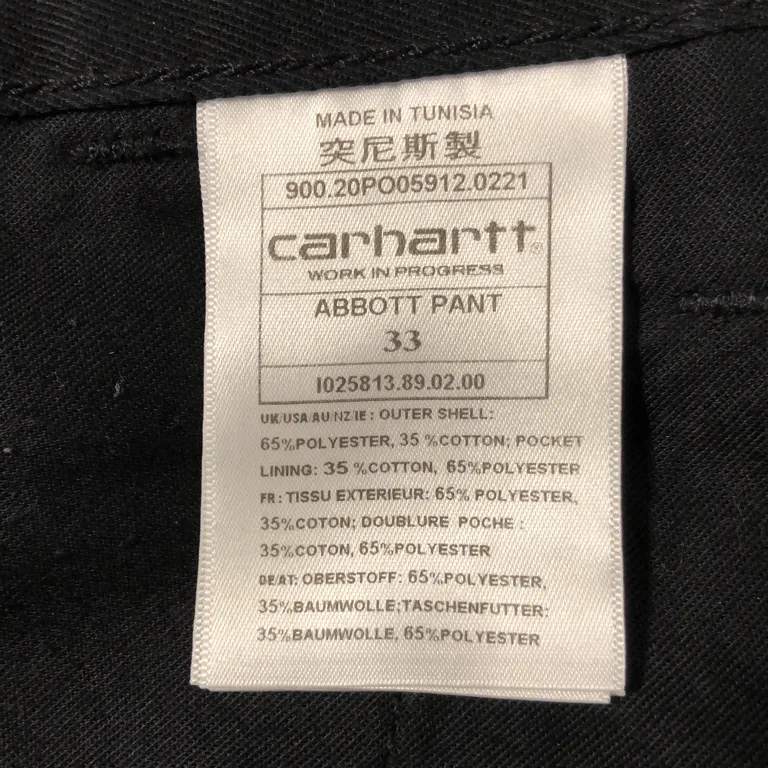 MADE IN TUNISIA
突尼斯製
900.20PO05912.0221
carhartt®
WORK IN PROGRESS
ABBOTT PANT
33
I025813.89.02.00
UK/USA/AU/NZ/IE : OUTER SHELL:
65%POLYESTER, 35 %COTTON; POCKET
LINING: 35 %COTTON, 65%POLYESTER
FR : TISSU EXTERIEUR: 65% POLYESTER,
35%COTON; DOUBLURE POCHE :
35%COTON, 65%POLYESTER
DE/AT: OBERSTOFF: 65%POLYESTER,
35%BAUMWOLLE;TASCHENFUTTER:
35%BAUMWOLLE, 65%POLYESTER